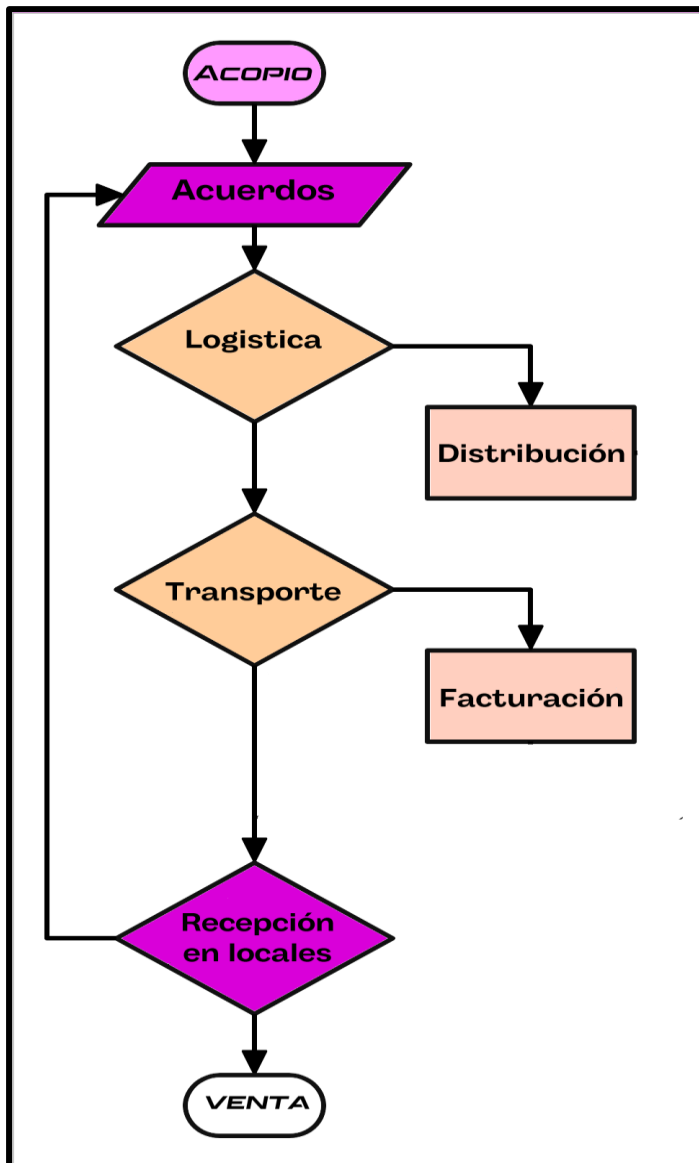 ACOPIO
Acuerdos
Logistica
Distribución
Transporte
Facturación
Recepción
en locales
VENTA